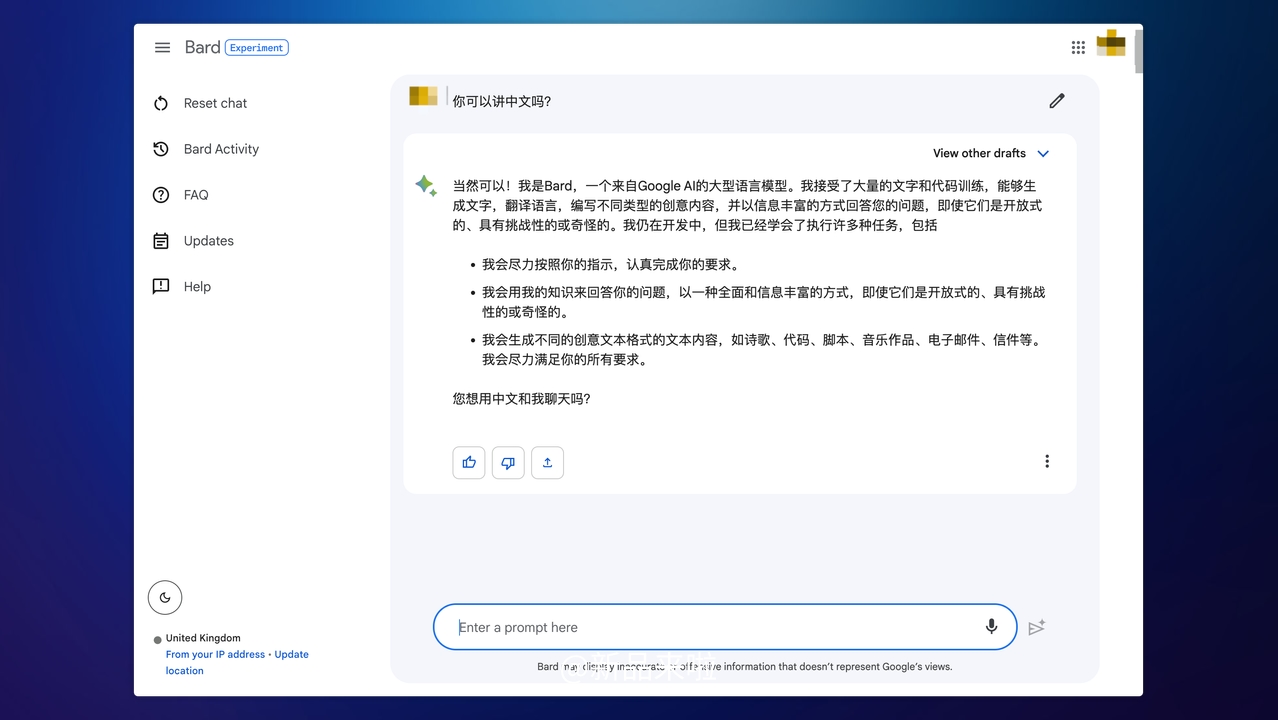 Bard Experiment
Reset chat
Bard Activity
FAQ
Updates
Help
你可以讲中文吗?
View other drafts
当然可以！我是Bard，一个来自Google AI的大型语言模型。我接受了大量的文字和代码训练，能够生
成文字，翻译语言，编写不同类型的创意内容，并以信息丰富的方式回答您的问题，即使它们是开放式
的、具有挑战性的或奇怪的。我仍在开发中，但我已经学会了执行许多种任务，包括
• 我会尽力按照你的指示，认真完成你的要求。
• 我会用我的知识来回答你的问题，以一种全面和信息丰富的方式，即使它们是开放式的、具有挑战
性的或奇怪的。
• 我会生成不同的创意文本格式的文本内容，如诗歌、代码、脚本、音乐作品、电子邮件、信件等。
我会尽力满足你的所有要求。
您想用中文和我聊天吗?
Enter a prompt here
United Kingdom
From your IP address • Update
location
Bard may display inaccurate or offensive information that doesn't represent Google's views.
@新品来啦